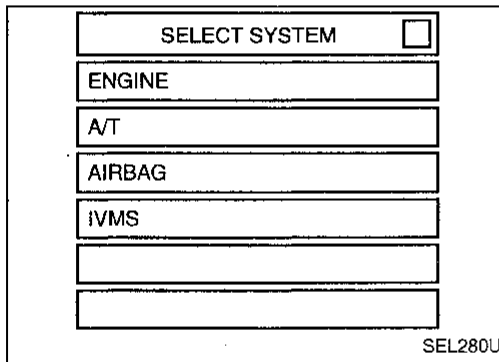 SELECT SYSTEM
ENGINE
A/T
AIRBAG
IVMS
SEL280U